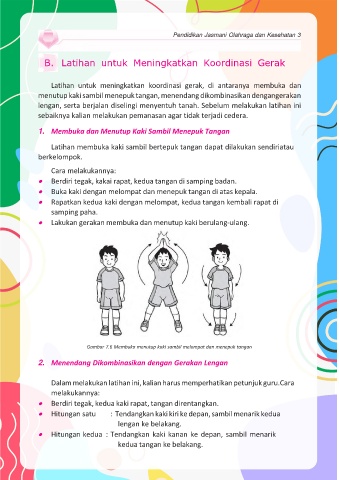 Pendidikan Jasmani Olahraga dan Kesehatan 3
B. Latihan untuk Meningkatkan Koordinasi Gerak
Latihan untuk meningkatkan koordinasi gerak, di antaranya membuka dan
menutup kaki sambil menepuk tangan, menendang dikombinasikan dengangerakan
lengan, serta berjalan diselingi menyentuh tanah. Sebelum melakukan latihan ini
sebaiknya kalian melakukan pemanasan agar tidak terjadi cedera.
1. Membuka dan Menutup Kaki Sambil Menepuk Tangan
Latihan membuka kaki sambil bertepuk tangan dapat dilakukan sendiriatau
berkelompok.
Cara melakukannya:
● Berdiri tegak, kakai rapat, kedua tangan di samping badan.
● Buka kaki dengan melompat dan menepuk tangan di atas kepala.
● Rapatkan kedua kaki dengan melompat, kedua tangan kembali rapat di
samping paha.
● Lakukan gerakan membuka dan menutup kaki berulang-ulang.
Gambar 7.6 Membuka menutup kaki sambil melompat dan menepuk tangan
2. Menendang Dikombinasikan dengan Gerakan Lengan
Dalam melakukan latihan ini, kalian harus memperhatikan petunjuk guru.Cara
melakukannya:
● Berdiri tegak, kedua kaki rapat, tangan direntangkan.
● Hitungan satu : Tendangkan kaki kiri ke depan, sambil menarik kedua
lengan ke belakang.
● Hitungan kedua : Tendangkan kaki kanan ke depan, sambil menarik
kedua tangan ke belakang.